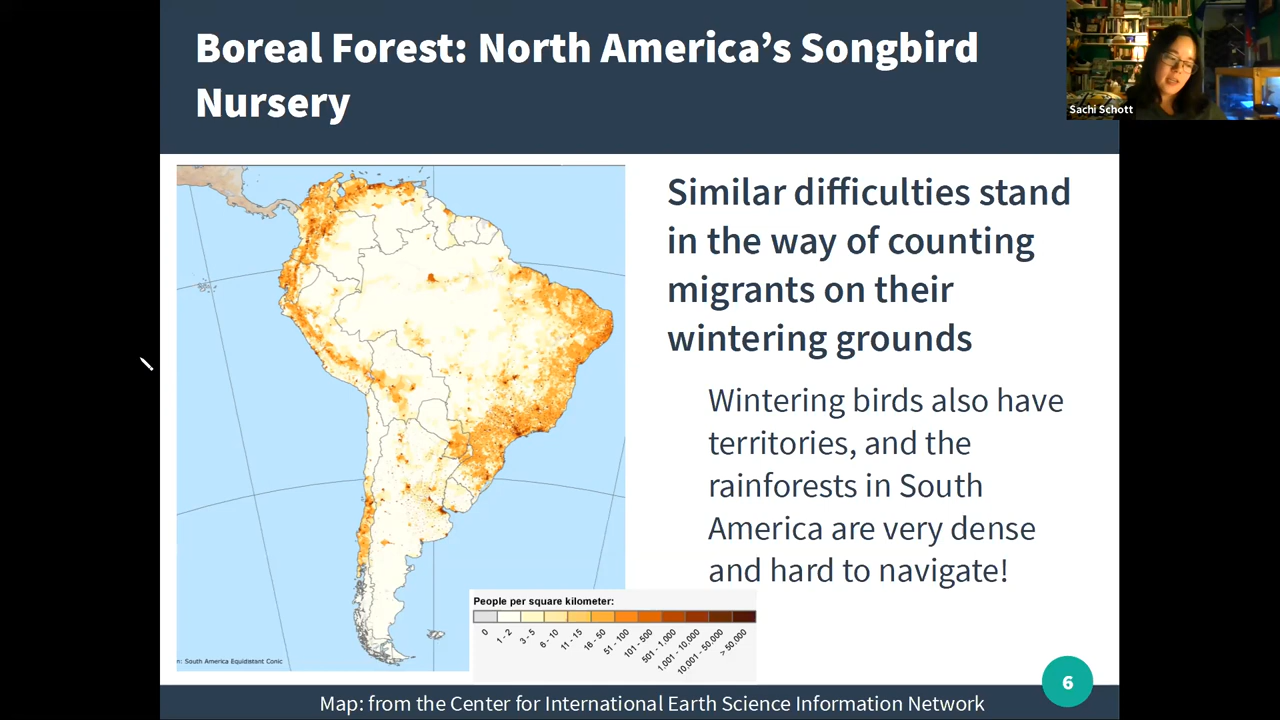 Boreal Forest: North America's Songbird
Nursery
Sachi Schott
Similar difficulties stand
in the way of counting
migrants on their
wintering grounds
Wintering birds also have
territories, and the
rainforests in South
America are very dense
and hard to navigate!
n: South America Equidistant Conic
People per square kilometer:
0
1 - 2
3 - 5
6 - 10
11 - 15
16 - 50
51 - 100
101 - 500
501 - 1,000
1,001 - 10,000
10,001 - 50,000
> 50,000
6
Map: from the Center for International Earth Science Information Network